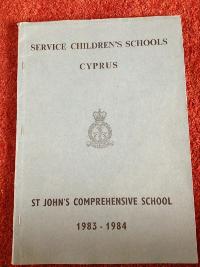 SERVICE CHILDREN'S SCHOOLS
CYPRUS
ST JOHN'S COMPREHENSIVE SCHOOL
1983 - 1984